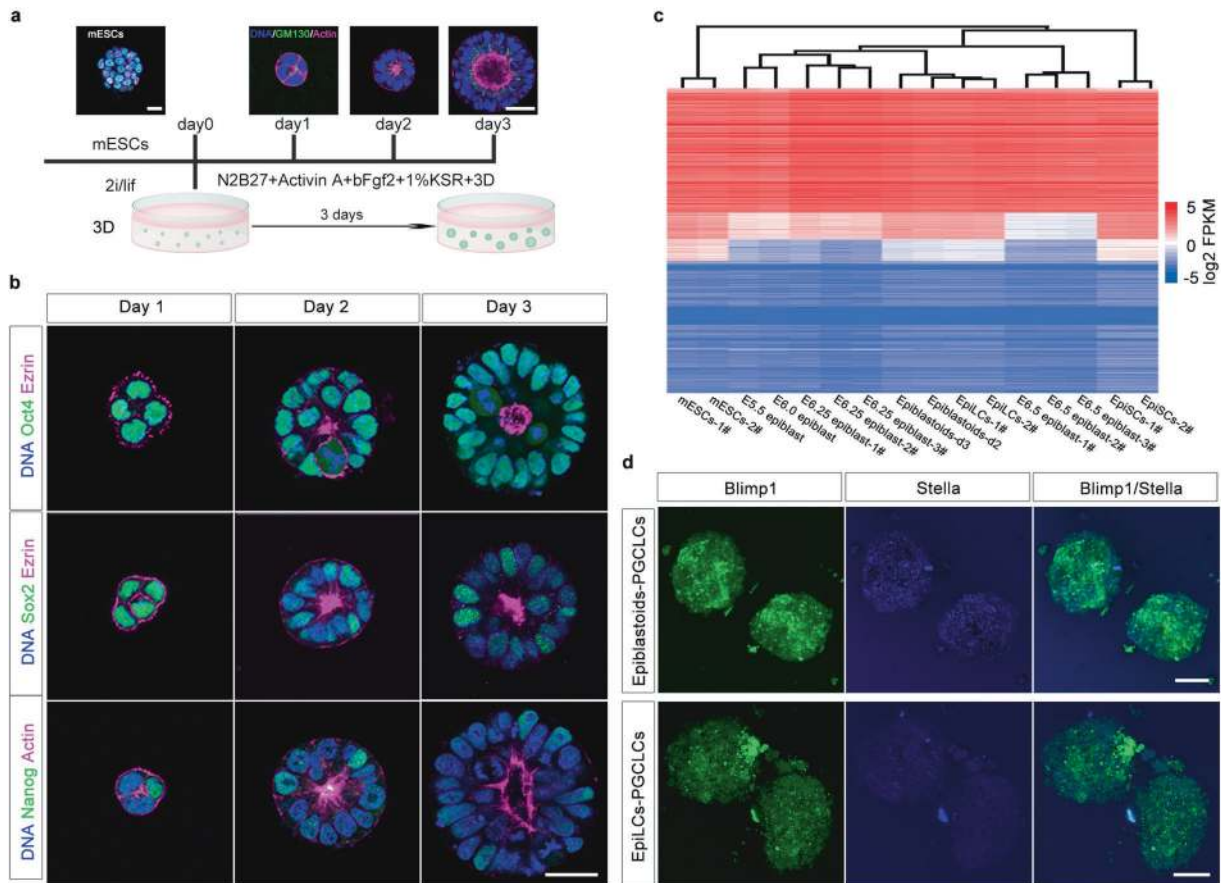 a
mESCs
DNA/GM130/Actin
day0
day1
day2
day3
mESCs
2i/lif
N2B27+Activin A+bFgf2+1%KSR+3D
3D
3 days
b
Day 1
Day 2
Day 3
DNA Oct4 Ezrin
DNA Sox2 Ezrin
DNA Nanog Actin
c
5
0
-5
log2 FPKM
mESCs-1#
mESCs-2#
E5.5 epiblast
E6.0 epiblast
E6.25 epiblast-1#
E6.25 epiblast-2#
E6.25 epiblast-3#
Epiblastoids-d3
Epiblastoids-d2
EpiLCs-1#
EpiLCs-2#
E6.5 epiblast-1#
E6.5 epiblast-2#
E6.5 epiblast-3#
EpiSCs-1#
EpiSCs-2#
d
Blimp1
Stella
Blimp1/Stella
Epiblastoids-PGCLCs
EpiLCs-PGCLCs